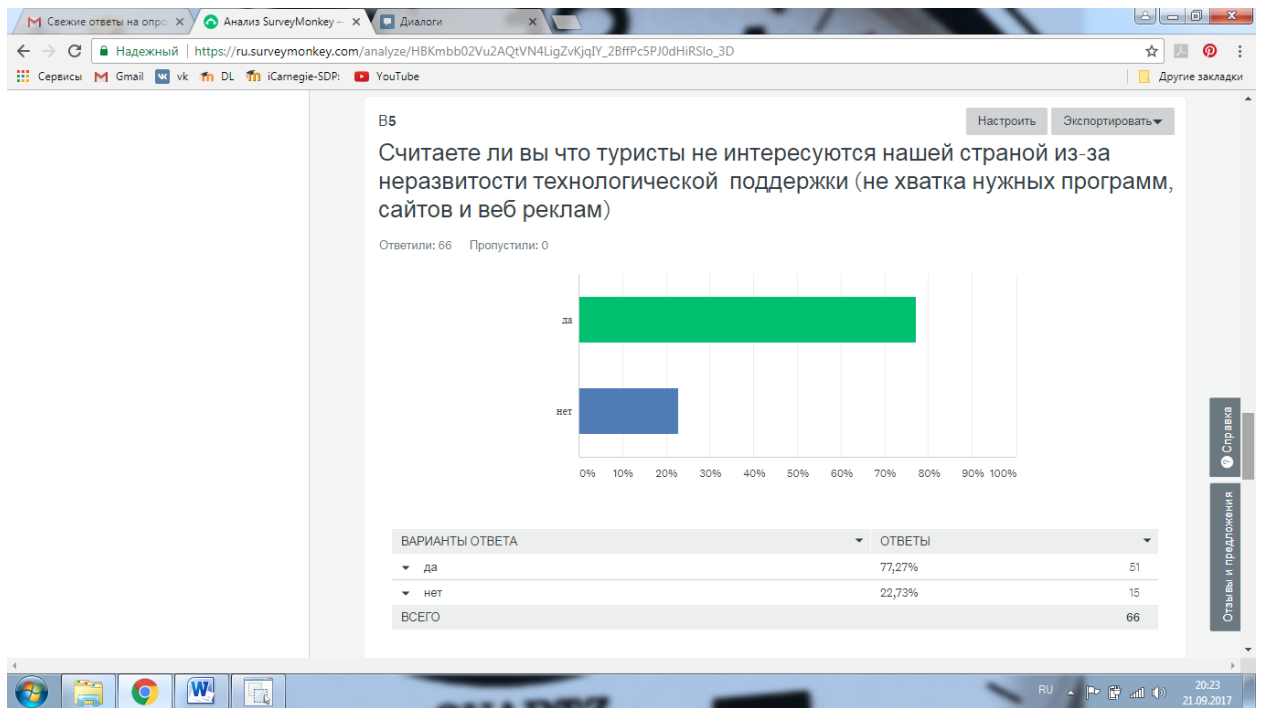 Свежие ответы на опро
Анализ SurveyMonkey –
Диалоги
Надежный
https://ru.surveymonkey.com/analyze/HBKmbb02Vu2AQtVN4LigZvKjqIY_2BffPc5PJ0dHiRSIo_3D
Сервисы
Gmail
vk
DL
iCarnegie-SDP:
YouTube
Другие закладки
В5
Настроить
Экспортировать
Считаете ли вы что туристы не интересуются нашей страной из-за
неразвитости технологической поддержки (не хватка нужных программ,
сайтов и веб реклам)
Ответили: 66 Пропустили: 0
да
нет
0% 10% 20% 30% 40% 50% 60% 70% 80% 90% 100%
Справка
Отзывы и предложения
ВАРИАНТЫ ОТВЕТА ОТВЕТЫ
да 77,27% 51
нет 22,73% 15
ВСЕГО 66
RU
20:23
21.09.2017